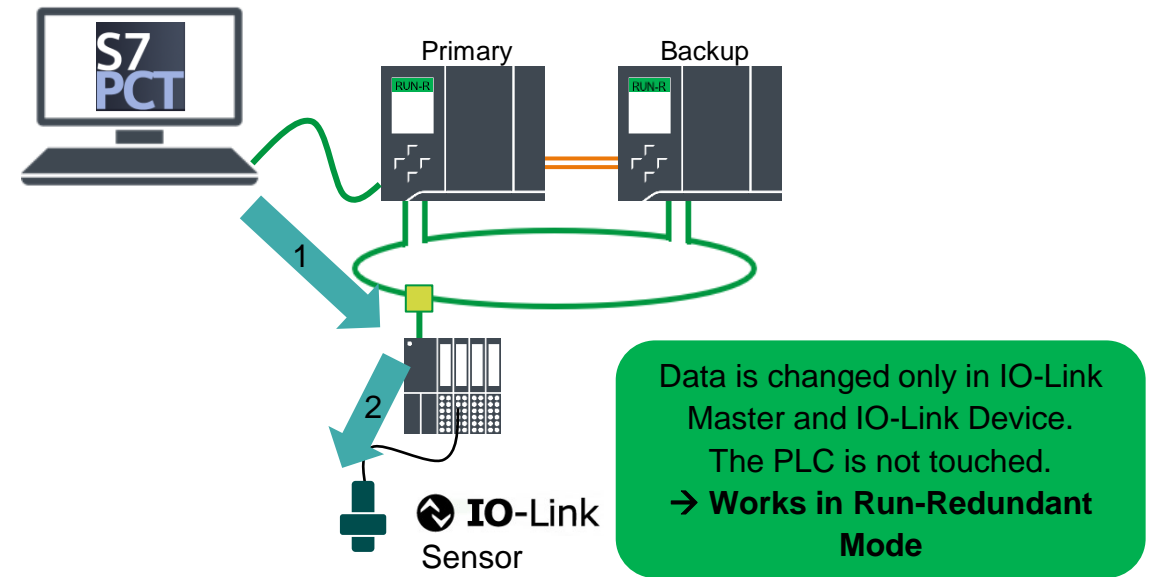 S7
PCT
Primary
Backup
RUN-R
RUN-R
1
2
IO-Link
Sensor
Data is changed only in IO-Link
Master and IO-Link Device.
The PLC is not touched.
→ Works in Run-Redundant
Mode